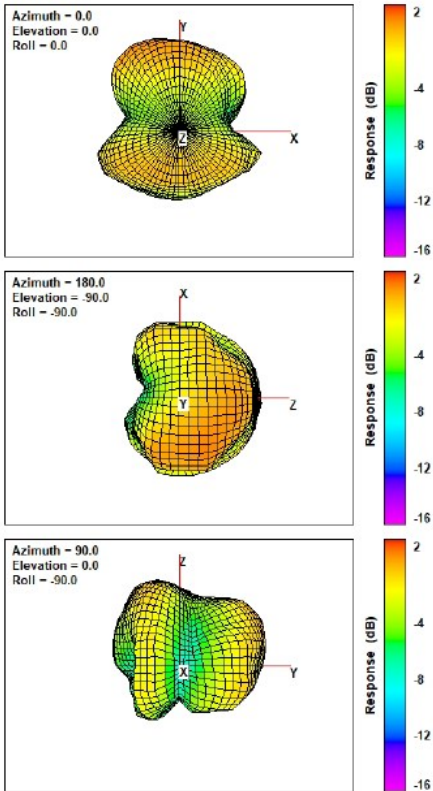 Azimuth = 0.0
Elevation = 0.0
Roll = 0.0
Y
X
Z
2
-4
-8
-12
-16
Response (dB)
Azimuth = 180.0
Elevation = -90.0
Roll = -90.0
X
Z
Y
2
-4
-8
-12
-16
Response (dB)
Azimuth = 90.0
Elevation = 0.0
Roll = -90.0
Z
Y
X
2
-4
-8
-12
-16
Response (dB)